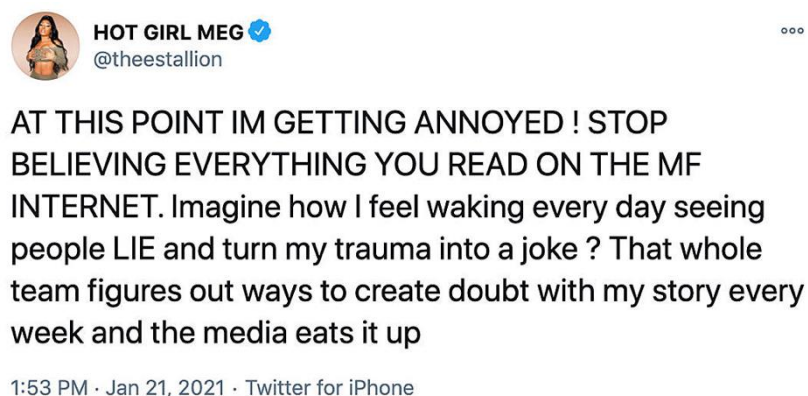 HOT GIRL MEG
@theestallion
AT THIS POINT IM GETTING ANNOYED ! STOP
BELIEVING EVERYTHING YOU READ ON THE MF
INTERNET. Imagine how I feel waking every day seeing
people LIE and turn my trauma into a joke ? That whole
team figures out ways to create doubt with my story every
week and the media eats it up
1:53 PM · Jan 21, 2021 · Twitter for iPhone